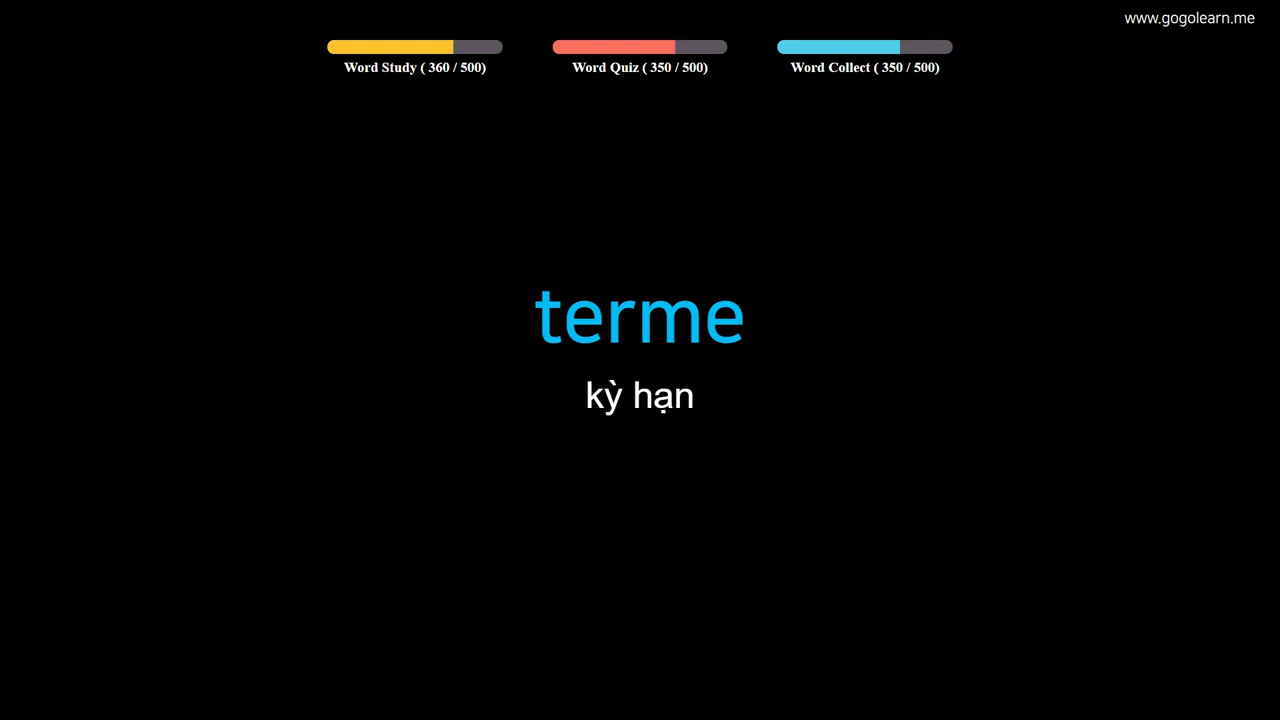 www.gogolearn.me
Word Study ( 360 / 500)
Word Quiz ( 350 / 500)
Word Collect ( 350 / 500)
terme
kỳ hạn